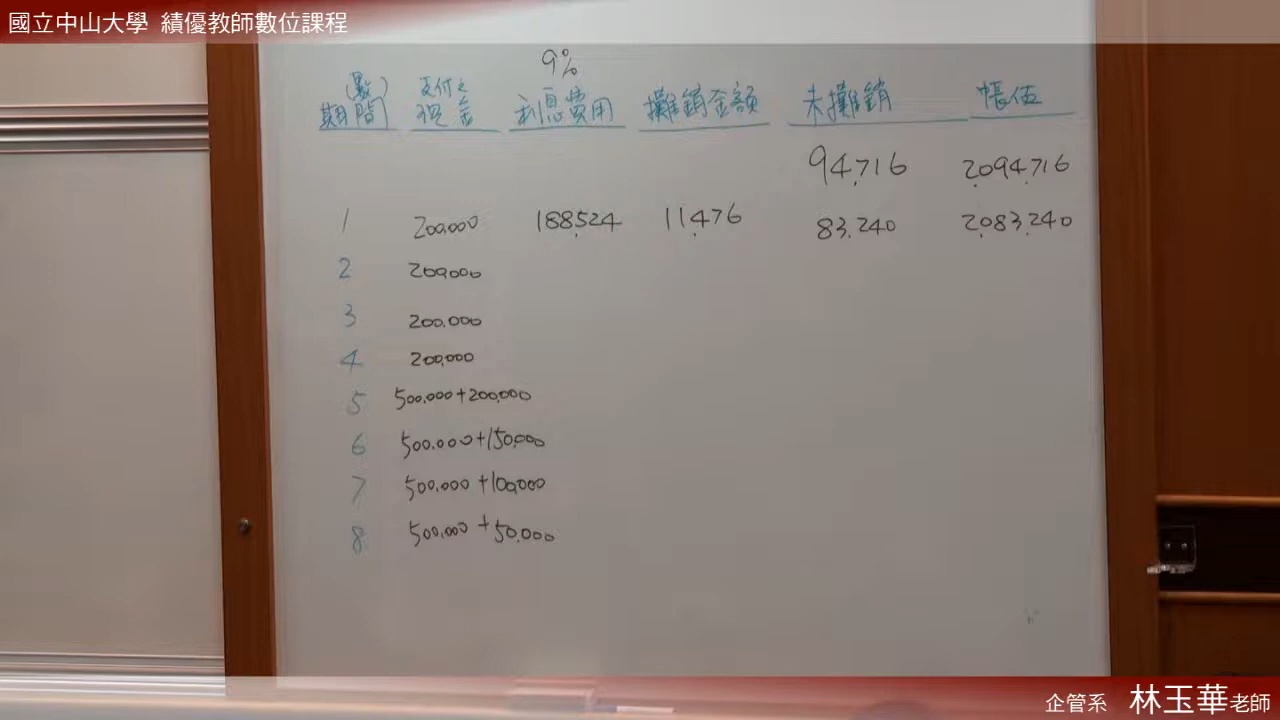 國立中山大學 績優教師數位課程
9%
(數)
期間 支付之現金 利息費用 攤銷金額 未攤銷 帳值
94,716 2,094,716
1 200,000 188,524 11,476 83,240 2,083,240
2 200,000
3 200,000
4 200,000
5 500,000+200,000
6 500,000+150,000
7 500,000+100,000
8 500,000+50,000
企管系 林玉華老師